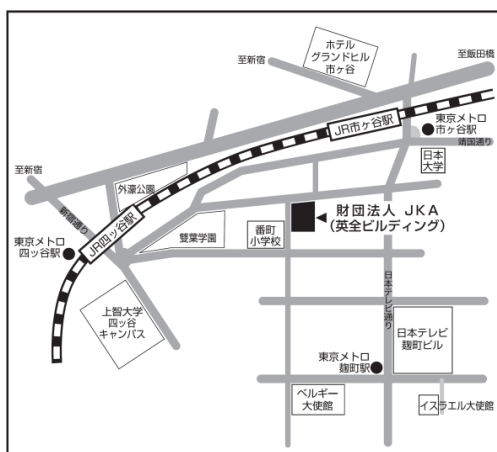 ホテル
グランドヒル
市ヶ谷
至新宿
至飯田橋
JR市ヶ谷駅
東京メトロ
市ヶ谷駅
靖国通り
日本
大学
至新宿
外濠公園
新宿通り
JR四ッ谷駅
東京メトロ
四ッ谷駅
雙葉学園
番町
小学校
財団法人 JKA
(英全ビルディング)
上智大学
四ッ谷
キャンパス
日本テレビ通り
日本テレビ
麹町ビル
東京メトロ
麹町駅
ベルギー
大使館
イスラエル大使館